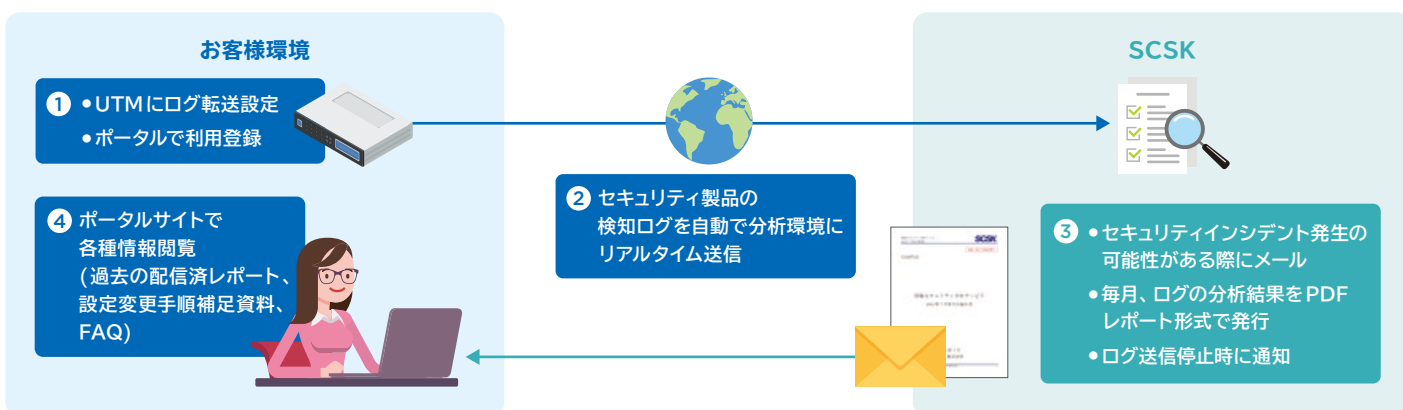 お客様環境
1 •UTMにログ転送設定
•ポータルで利用登録
2 セキュリティ製品の
検知ログを自動で分析環境に
リアルタイム送信
SCSK
3 •セキュリティインシデント発生の
可能性がある際にメール
•毎月、ログの分析結果をPDF
レポート形式で発行
•ログ送信停止時に通知
4 ポータルサイトで
各種情報閲覧
(過去の配信済レポート、
設定変更手順補足資料、
FAQ)
SCSK